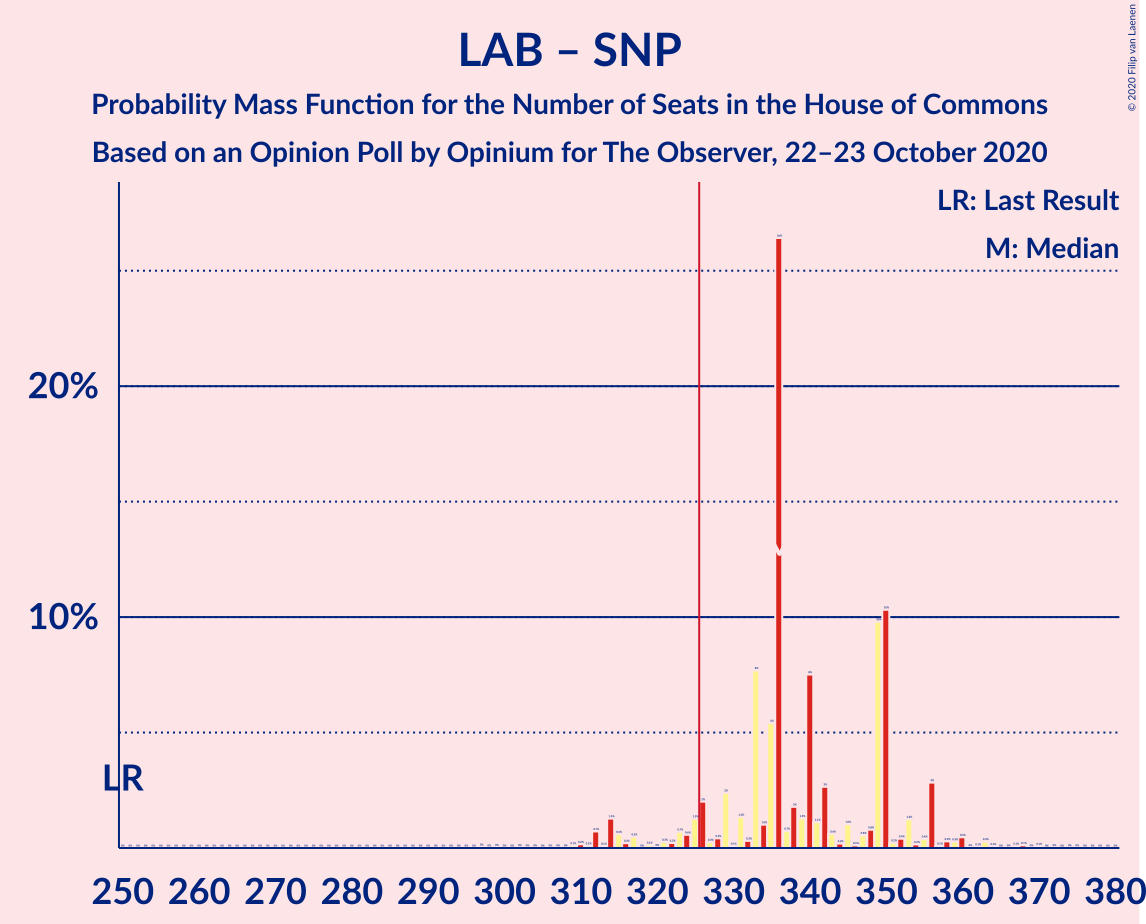 LAB – SNP
© 2020 Filip van Laenen
Probability Mass Function for the Number of Seats in the House of Commons
Based on an Opinion Poll by Opinium for The Observer, 22–23 October 2020
LR: Last Result
M: Median
20%
10%
LR
250 260 270 280 290 300 310 320 330 340 350 360 370 380